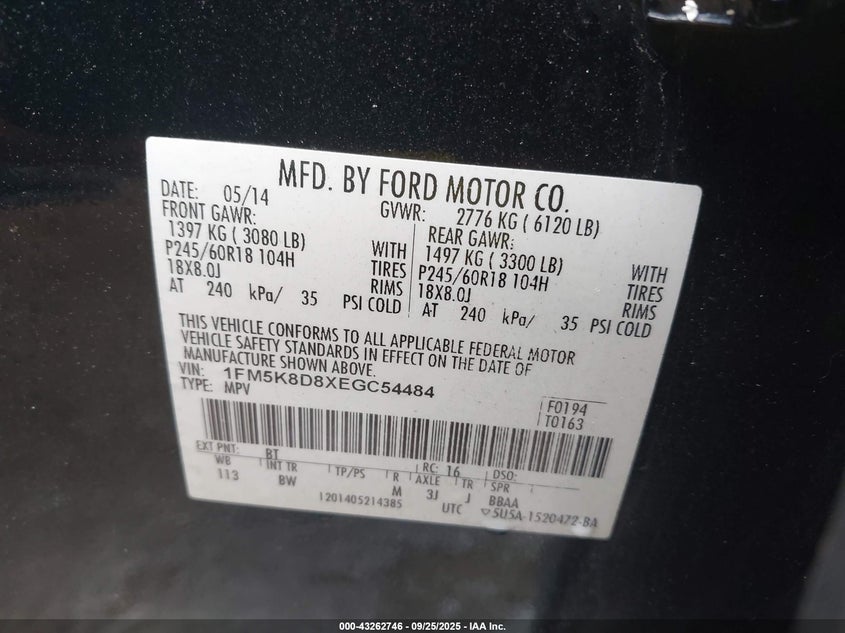 MFD. BY FORD MOTOR CO.
DATE: 05/14 GVWR: 2776 KG ( 6120 LB)
FRONT GAWR: REAR GAWR:
1397 KG ( 3080 LB) WITH 1497 KG ( 3300 LB) WITH
P245/60R18 104H TIRES P245/60R18 104H TIRES
18X8.0J RIMS 18X8.0J RIMS
AT 240 kPa/ 35 PSI COLD AT 240 kPa/ 35 PSI COLD
THIS VEHICLE CONFORMS TO ALL APPLICABLE FEDERAL MOTOR
VEHICLE SAFETY STANDARDS IN EFFECT ON THE DATE OF
MANUFACTURE SHOWN ABOVE.
VIN: 1FM5K8D8XEGC54484
TYPE: MPV
F0194
T0163
EXT PNT: BT RC: 16 DSO:
WB INT TR TP/PS R AXLE TR SPR
113 BW M 3J J BBAA
1201405214385 UTC ▽5U5A-1520472-BA
000-43262746 - 09/25/2025 - IAA Inc.